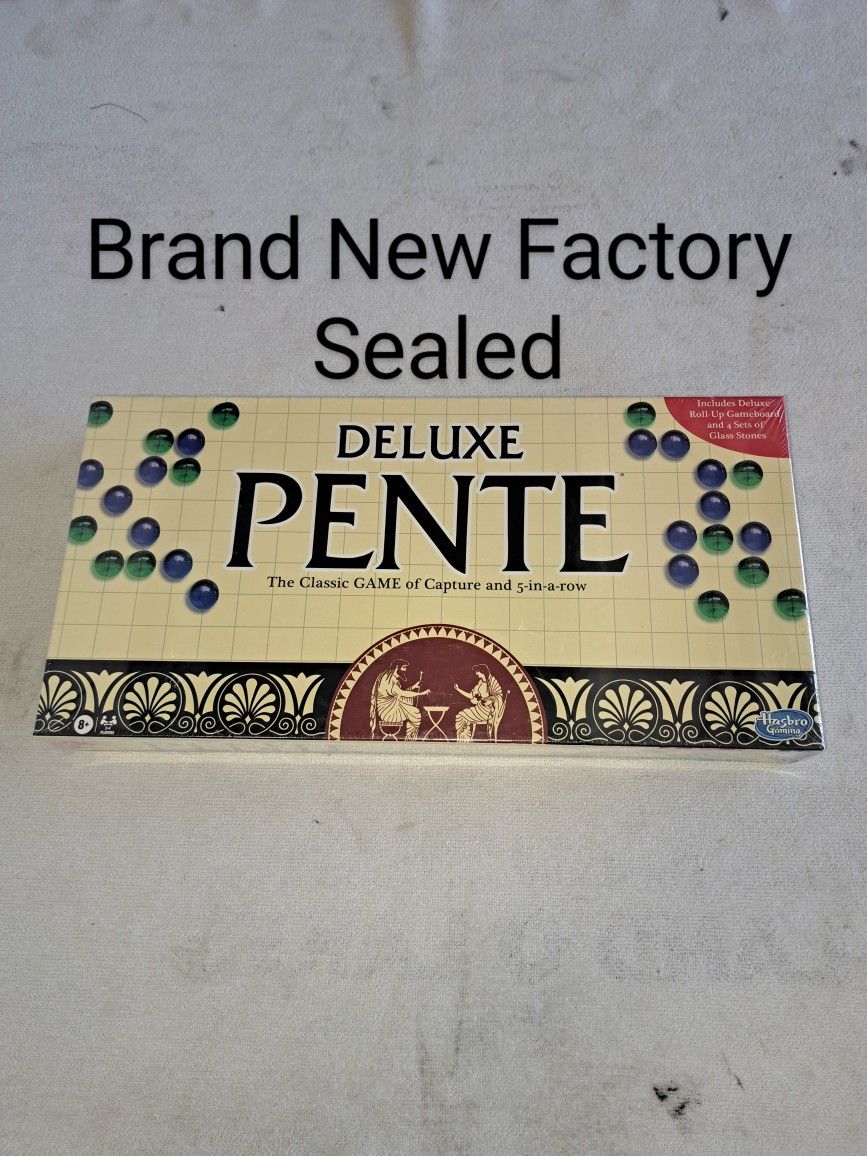 Brand New Factory
Sealed
Includes Deluxe
Roll-Up Gameboard
and 4 Sets of
Glass Stones
DELUXE
PENTE
The Classic GAME of Capture and 5-in-a-row
8+
PLAYERS
Hasbro
Gaming